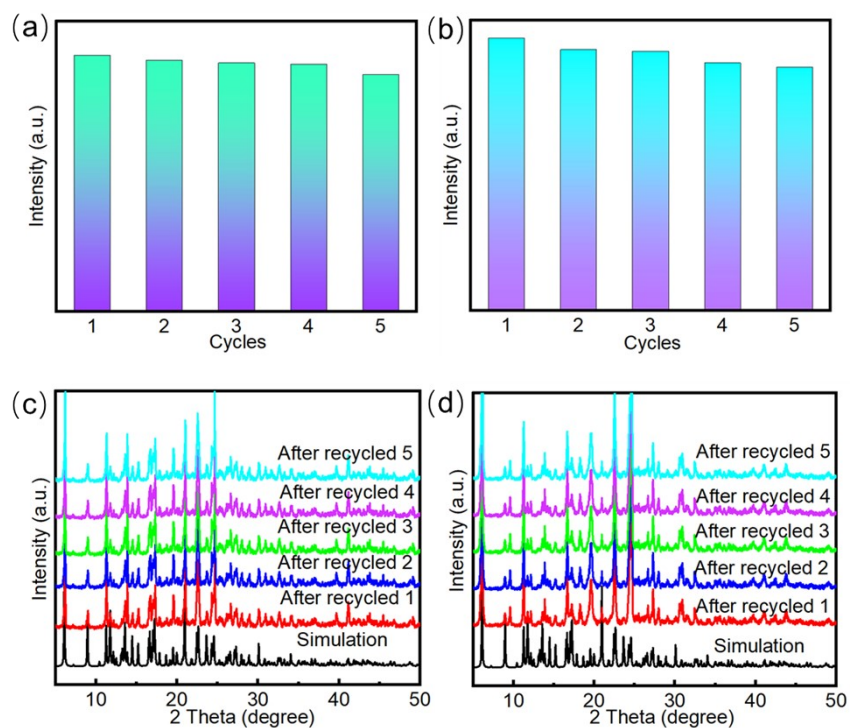 (a)
Intensity (a.u.)
1 2 3 4 5
Cycles
(b)
Intensity (a.u.)
1 2 3 4 5
Cycles
(c)
Intensity (a.u.)
After recycled 5
After recycled 4
After recycled 3
After recycled 2
After recycled 1
Simulation
10 20 30 40 50
2 Theta (degree)
(d)
Intensity (a.u.)
After recycled 5
After recycled 4
After recycled 3
After recycled 2
After recycled 1
Simulation
10 20 30 40 50
2 Theta (degree)